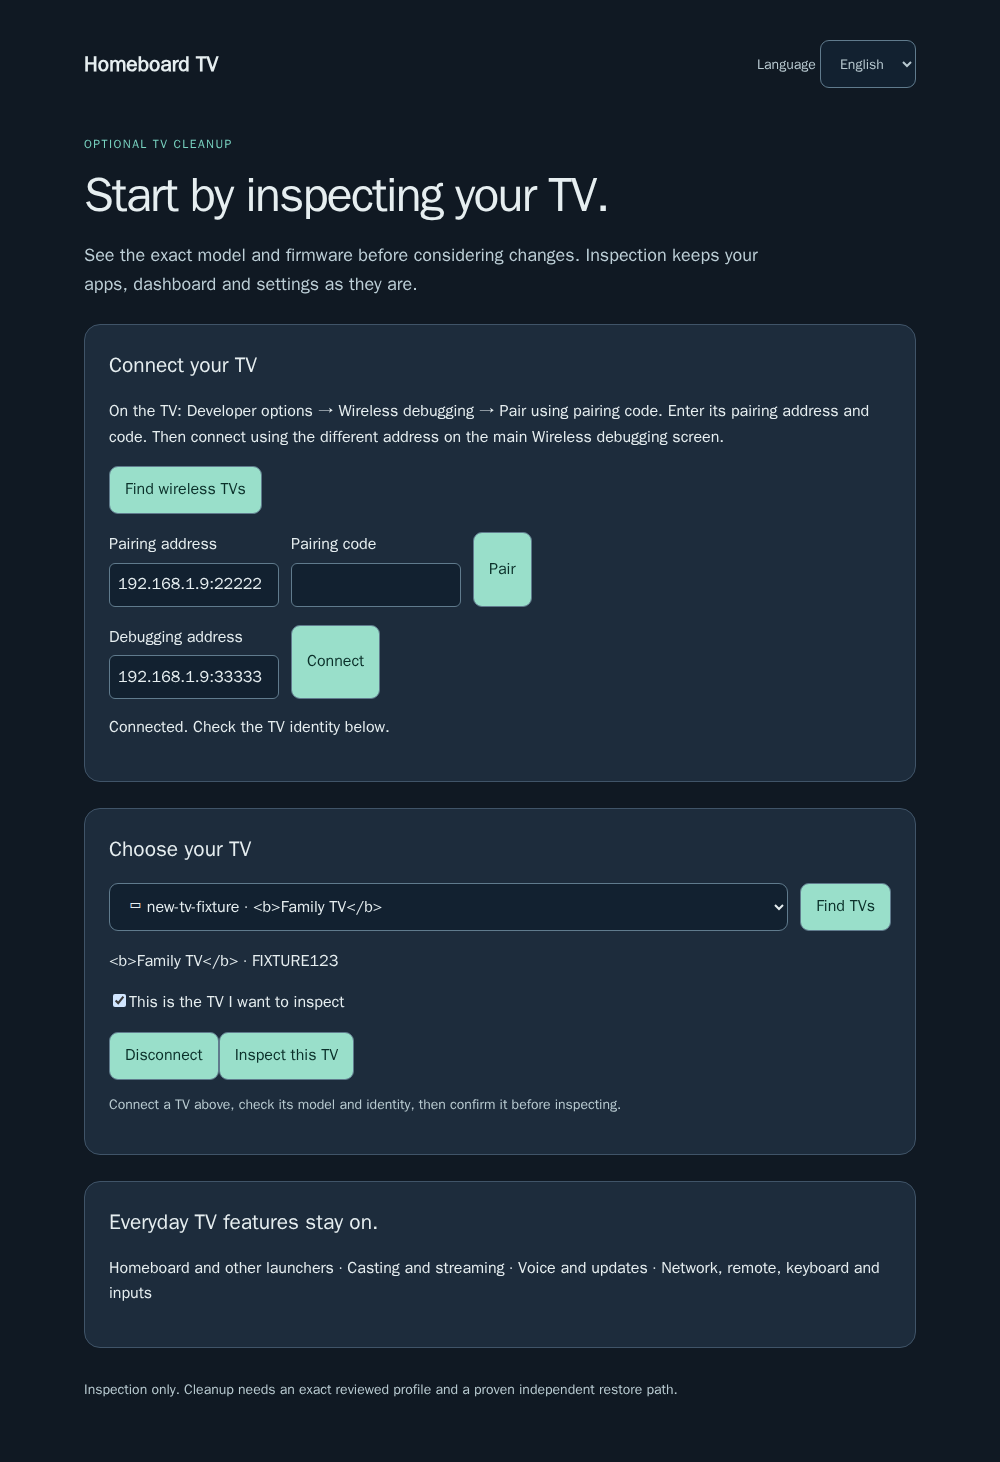 Homeboard TV
Language English
OPTIONAL TV CLEANUP
Start by inspecting your TV.
See the exact model and firmware before considering changes. Inspection keeps your
apps, dashboard and settings as they are.
Connect your TV
On the TV: Developer options → Wireless debugging → Pair using pairing code. Enter its pairing address and
code. Then connect using the different address on the main Wireless debugging screen.
Find wireless TVs
Pairing address Pairing code
192.168.1.9:22222 Pair
Debugging address
192.168.1.9:33333 Connect
Connected. Check the TV identity below.
Choose your TV
new-tv-fixture · <b>Family TV</b> Find TVs
<b>Family TV</b> · FIXTURE123
This is the TV I want to inspect
Disconnect Inspect this TV
Connect a TV above, check its model and identity, then confirm it before inspecting.
Everyday TV features stay on.
Homeboard and other launchers · Casting and streaming · Voice and updates · Network, remote, keyboard and
inputs
Inspection only. Cleanup needs an exact reviewed profile and a proven independent restore path.